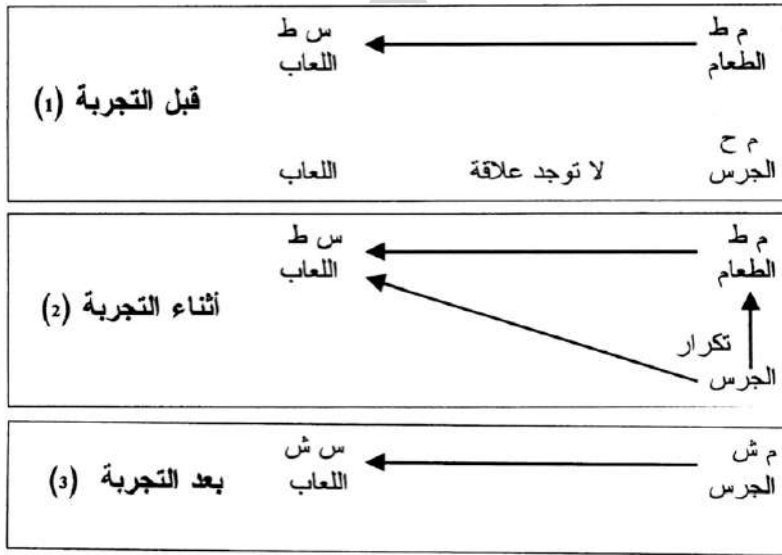 م ط س ط
الطعام اللعاب
قبل التجربة (1)
م ح
الجرس لا توجد علاقة اللعاب
م ط س ط
الطعام اللعاب
أثناء التجربة (2)
تكرار
الجرس
م ش س ش
الجرس اللعاب
بعد التجربة (3)